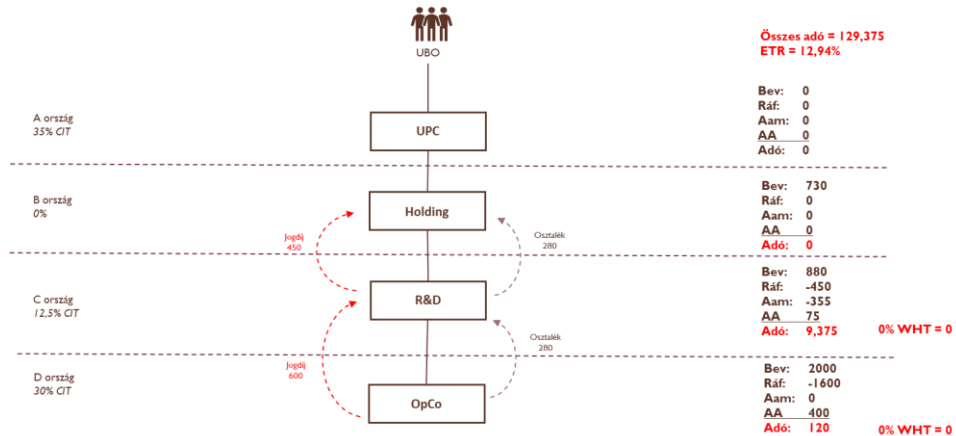 UBO
Összes adó = 129,375
ETR = 12,94%
A ország
35% CIT
UPC
Bev: 0
Ráf: 0
Aam: 0
AA 0
Adó: 0
B ország
0%
Holding
Bev: 730
Ráf: 0
Aam: 0
AA 0
Adó: 0
Jogdíj
450
Osztalék
280
C ország
12,5% CIT
R&D
Bev: 880
Ráf: -450
Aam: -355
AA 75
Adó: 9,375
0% WHT = 0
Jogdíj
600
Osztalék
280
D ország
30% CIT
OpCo
Bev: 2000
Ráf: -1600
Aam: 0
AA 400
Adó: 120
0% WHT = 0